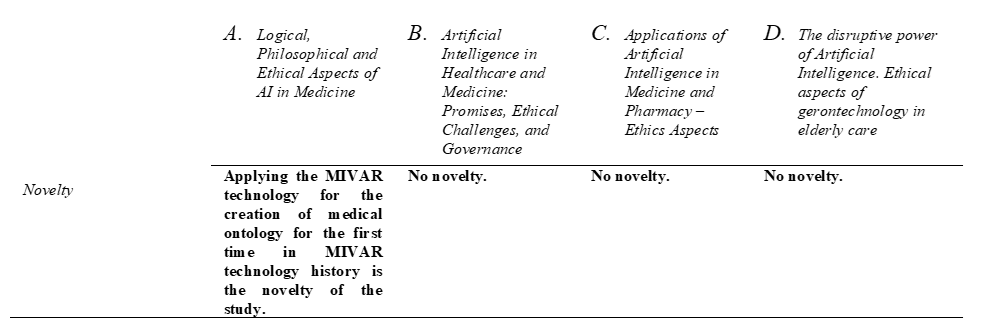 A. Logical,
Philosophical and
Ethical Aspects of
AI in Medicine
B. Artificial
Intelligence in
Healthcare and
Medicine:
Promises, Ethical
Challenges, and
Governance
C. Applications of
Artificial
Intelligence in
Medicine and
Pharmacy –
Ethics Aspects
D. The disruptive power
of Artificial
Intelligence. Ethical
aspects of
gerontechnology in
elderly care
Novelty
Applying the MIVAR
technology for the
creation of medical
ontology for the first
time in MIVAR
technology history is
the novelty of the
study.
No novelty.
No novelty.
No novelty.